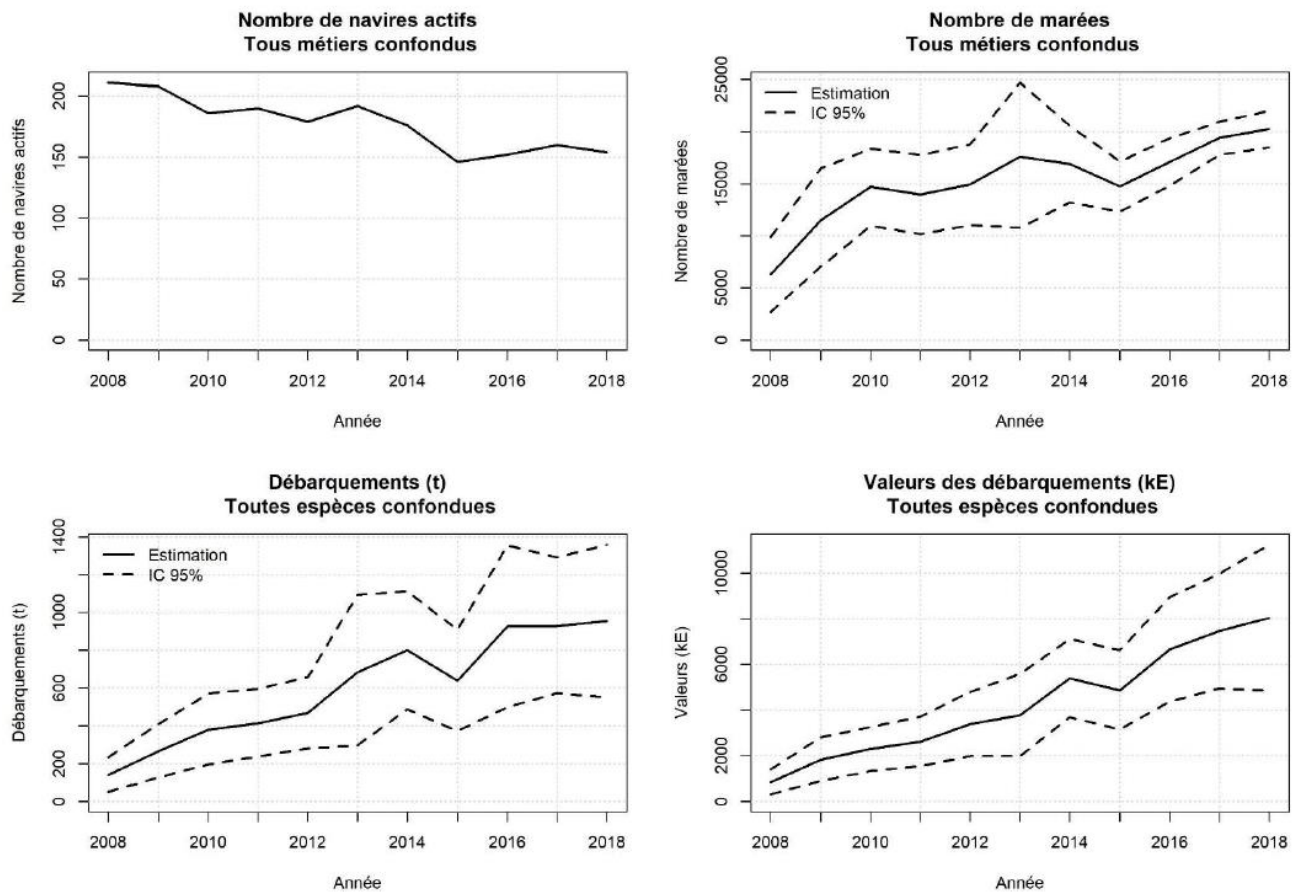 Nombre de navires actifs
Tous métiers confondus
Nombre de navires actifs
200
150
100
50
0
2008
2010
2012
2014
2016
2018
Année
Nombre de marées
Tous métiers confondus
Estimation
IC 95%
Nombre de marées
25000
15000
5000
0
2008
2010
2012
2014
2016
2018
Année
Débarquements (t)
Toutes espèces confondues
Estimation
IC 95%
Débarquements (t)
1400
1000
600
200
0
2008
2010
2012
2014
2016
2018
Année
Valeurs des débarquements (kE)
Toutes espèces confondues
Valeurs (kE)
10000
6000
2000
0
2008
2010
2012
2014
2016
2018
Année